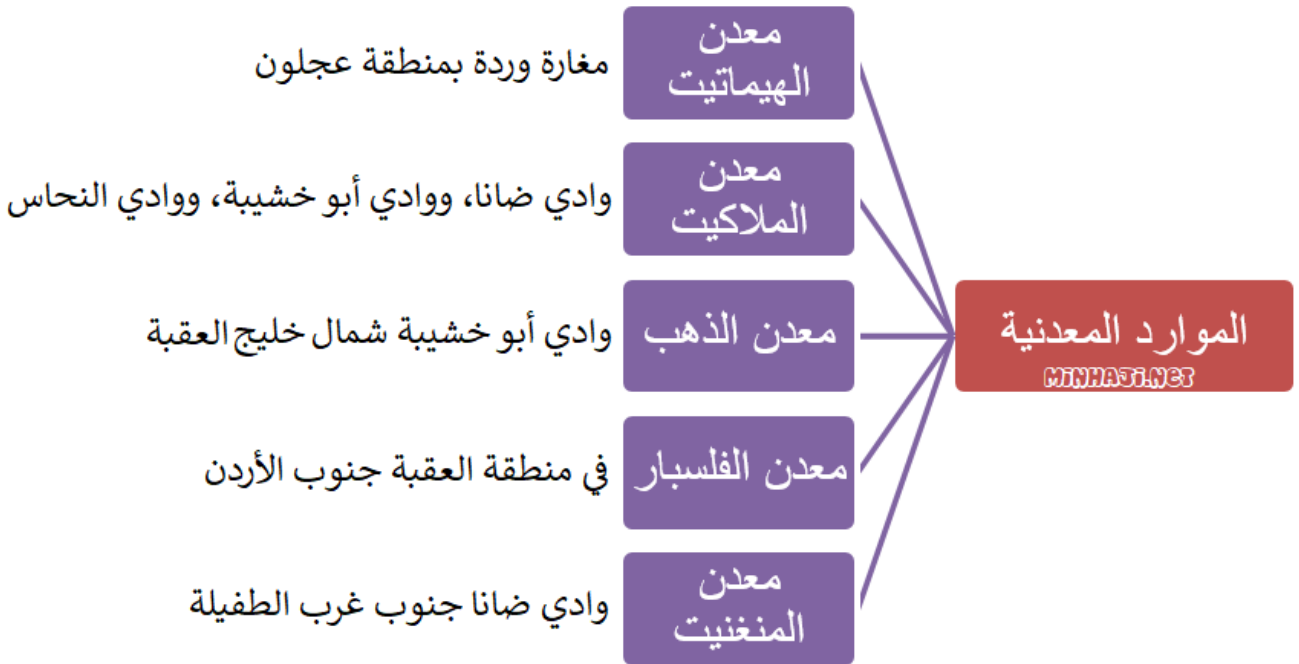 الموارد المعدنية
MINHAJI.NET
معدن
الهيماتيت
مغارة وردة بمنطقة عجلون
معدن
الملاكيت
وادي ضانا، ووادي أبو خشيبة، ووادي النحاس
معدن الذهب
وادي أبو خشيبة شمال خليج العقبة
معدن الفلسبار
في منطقة العقبة جنوب الأردن
معدن
المنغنيت
وادي ضانا جنوب غرب الطفيلة